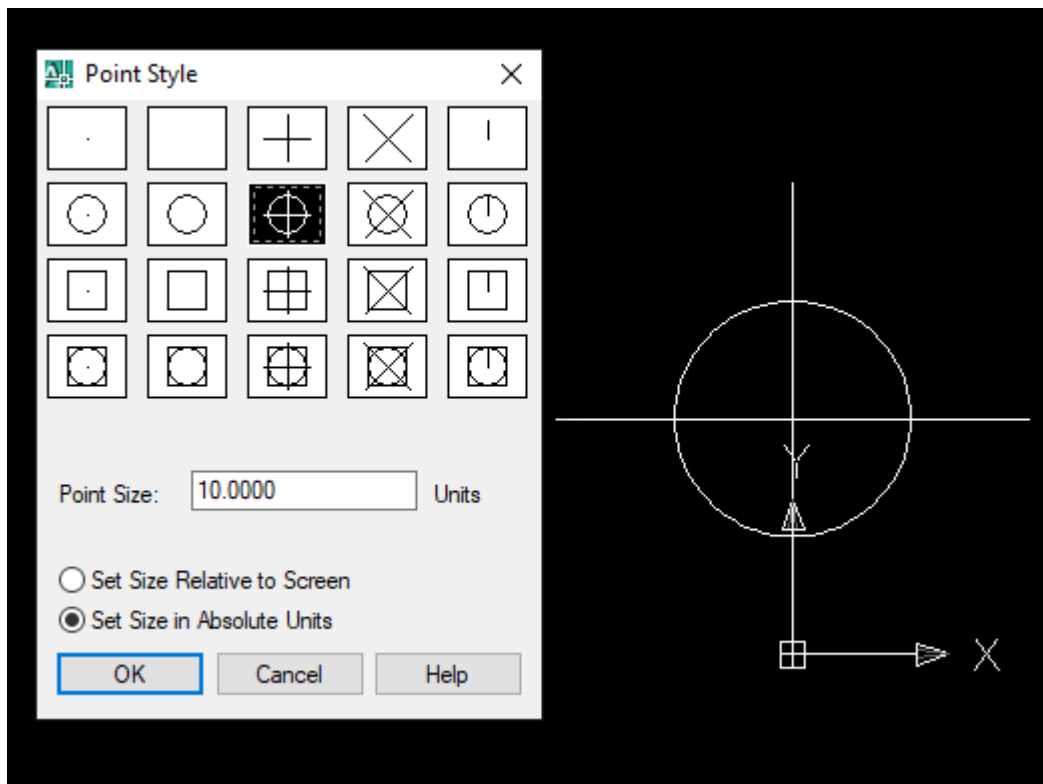 Point Style
Point Size: 10.0000 Units
Set Size Relative to Screen
Set Size in Absolute Units
OK Cancel Help
Y
X